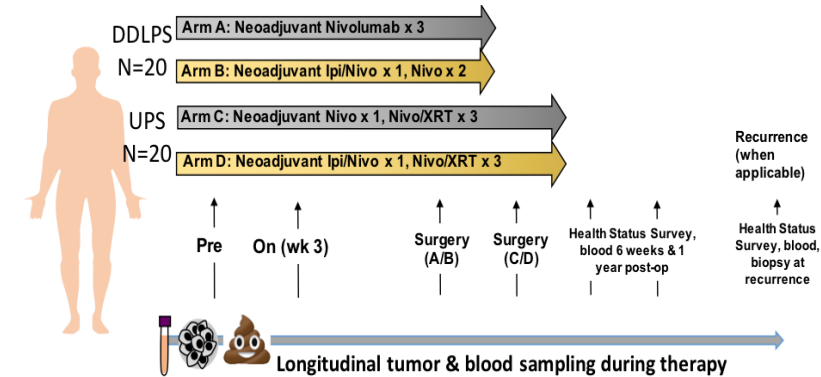 DDLPS
N=20
Arm A: Neoadjuvant Nivolumab x 3
Arm B: Neoadjuvant Ipi/Nivo x 1, Nivo x 2
UPS
N=20
Arm C: Neoadjuvant Nivo x 1, Nivo/XRT x 3
Arm D: Neoadjuvant Ipi/Nivo x 1, Nivo/XRT x 3
Pre
On (wk 3)
Surgery
(A/B)
Surgery
(C/D)
Health Status Survey,
blood 6 weeks & 1
year post-op
Recurrence
(when
applicable)
Health Status
Survey, blood,
biopsy at
recurrence
Longitudinal tumor & blood sampling during therapy